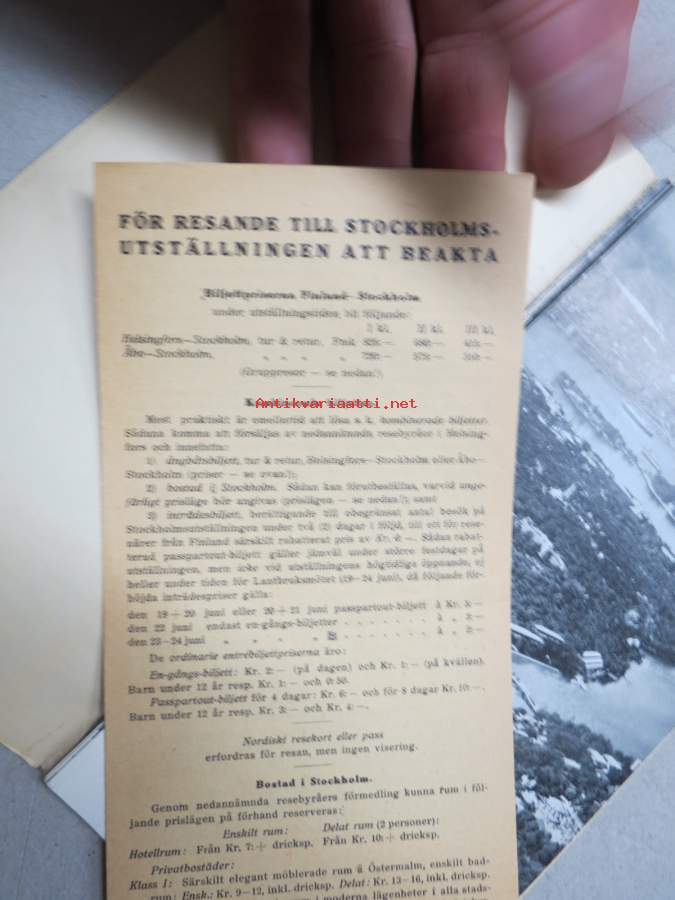 FÖR RESANDE TILL STOCKHOLMS-
UTSTÄLLNINGEN ATT BEAKTA
Biljettpriserna Finland—Stockholm
under utställningstiden bli följande:
I kl. II kl. III kl.
Helsingfors—Stockholm, tur & retur, Fmk
Åbo—Stockholm, „ „ „ „
(Grupppresor — se nedan!)
Antikvariaatti.net
Mest praktiskt är emellertid att lösa s. k. kombinerade biljetter.
Sådana komma att försäljas av nedannämnda resebyråer i Helsing-
fors och innefatta:
1) ångbåtsbiljett, tur & retur, Helsingfors—Stockholm eller Åbo—
Stockholm (priser — se ovan!);
2) bostad i Stockholm. Sådan kan förutbeställas, varvid unge-
färligt prisläge bör angivas (prislägen — se nedan!); samt
3) inträdesbiljett, berättigande till obegränsat antal besök på
Stockholmsutställningen under två (2) dagar i följd, till ett för rese-
närer från Finland särskilt rabatterat pris av Kr. 4: —. Sådan rabat-
terad passpartout-biljett gäller jämväl under större festdagar på
utställningen, men icke vid utställningens högtidliga öppnande, ej
heller under tiden för Lantbruksmötet (19—24 juni), då följande för-
höjda inträdespriser gälla:
den 19 + 20 juni eller 20 + 21 juni passpartout-biljett à Kr.
den 22 juni endast en-gångs-biljetter . . . . . . . à „
den 23—24 juni „ „ „ „ . . . . . . . à „
De ordinarie entrébiljettpriserna äro:
En-gångs-biljett: Kr. 2: — (på dagen) och Kr. 1: — (på kvällen).
Barn under 12 år resp. Kr. 1: — och 0: 50.
Passpartout-biljett för 4 dagar: Kr. 6: — och för 8 dagar Kr. 10: —.
Barn under 12 år resp. Kr. 3: — och Kr. 4: —.
Nordiskt resekort eller pass
erfordras för resan, men ingen visering.
Bostad i Stockholm.
Genom nedannämnda resebyråers förmedling kunna rum i föl-
jande prislägen på förhand reserveras:
Enskilt rum: Delat rum (2 personer):
Hotellrum: Från Kr. 7: + dricksp. Från Kr. 10: + dricksp.
Privatbostäder:
Klass I: Särskilt elegant möblerade rum å Östermalm, enskilt bad-
rum: Ensk.: Kr. 9—12, inkl. dricksp. Delat: Kr. 13—16, inkl. dricksp.
i moderna lägenheter i alla stads-